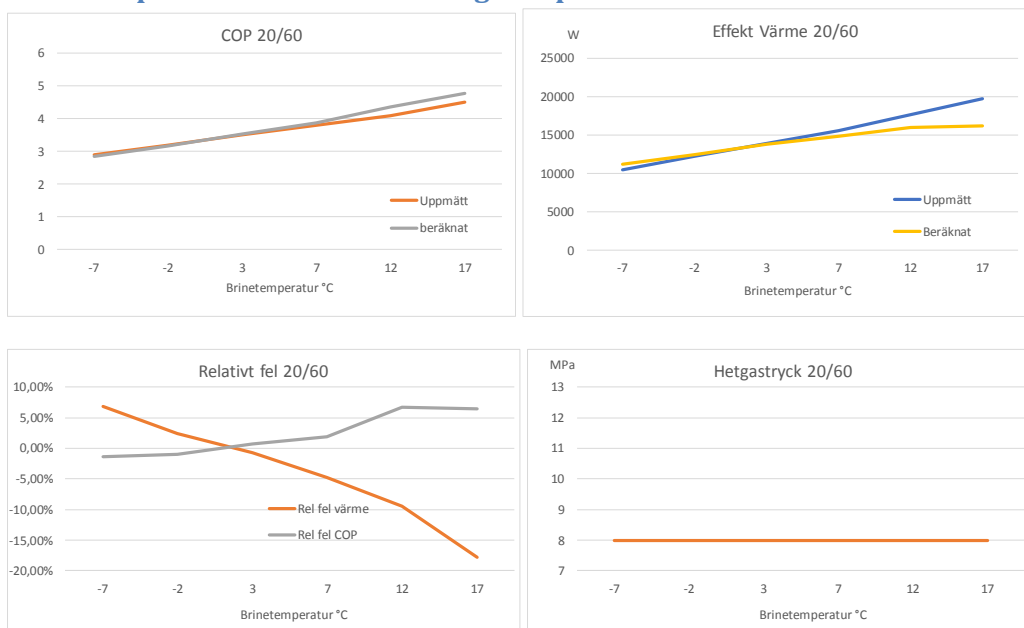 COP 20/60
6
5
4
3
2
1
0
Uppmätt
beräknat
-7 -2 3 7 12 17
Brinetemperatur °C
Effekt Värme 20/60
W
25000
20000
15000
10000
5000
0
Uppmätt
Beräknat
-7 -2 3 7 12 17
Brinetemperatur °C
Relativt fel 20/60
10,00%
5,00%
0,00%
-5,00%
-10,00%
-15,00%
-20,00%
Rel fel värme
Rel fel COP
-7 -2 3 7 12 17
Brinetemperatur °C
Hetgastryck 20/60
MPa
13
12
11
10
9
8
7
-7 -2 3 7 12 17
Brinetemperatur °C